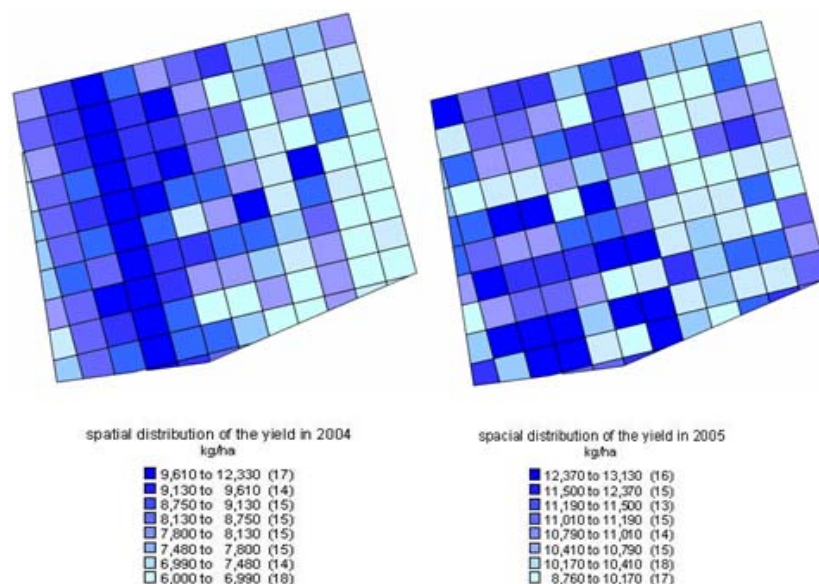 spatial distribution of the yield in 2004
kg/ha
9,610 to 12,330 (17)
9,130 to 9,610 (14)
8,750 to 9,130 (15)
8,130 to 8,750 (15)
7,800 to 8,130 (15)
7,480 to 7,800 (15)
6,990 to 7,480 (14)
6,000 to 6,990 (18)
spacial distribution of the yield in 2005
kg/ha
12,370 to 13,130 (16)
11,500 to 12,370 (15)
11,190 to 11,500 (13)
11,010 to 11,190 (15)
10,790 to 11,010 (14)
10,410 to 10,790 (15)
10,170 to 10,410 (18)
8,760 to 10,170 (17)